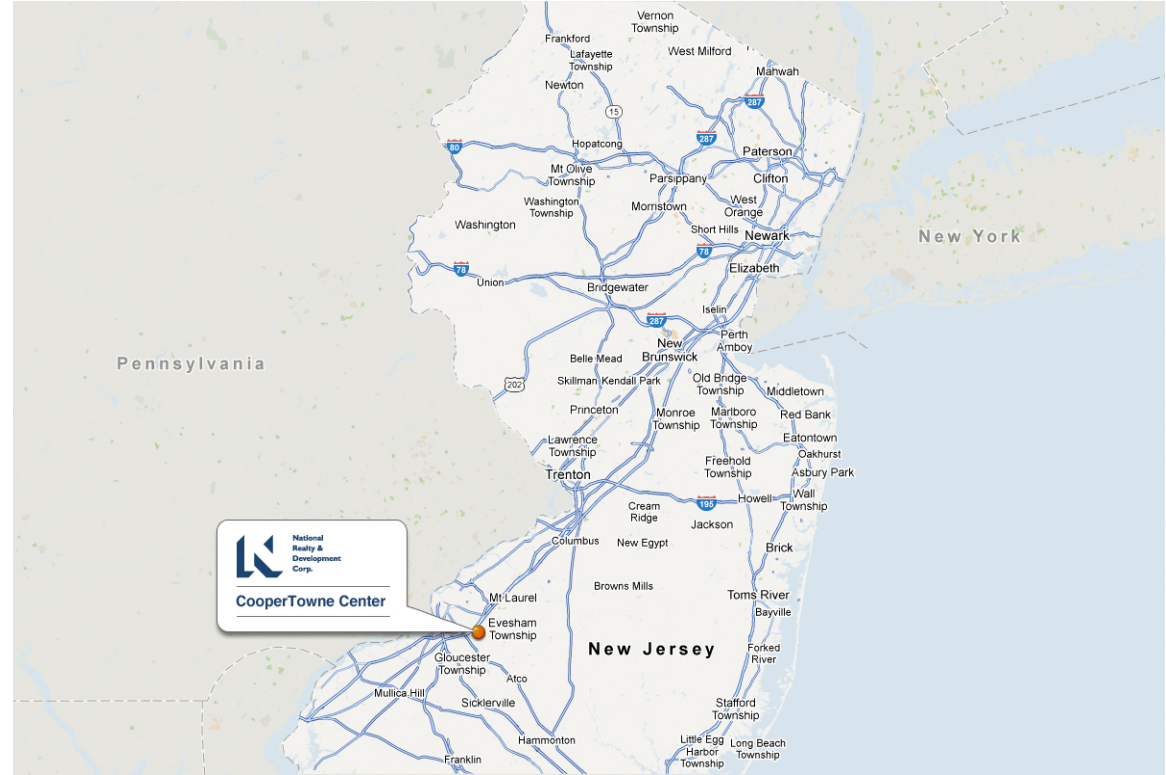 Vernon
Township
Frankford
West Milford
Lafayette
Township
Mahwah
Newton
287
15
287
80
Hopatcong
Paterson
Mt Olive
Township
Parsippany
Clifton
Washington
Township
Morristown
West
Orange
Washington
Short Hills
Newark
New York
78
78
Elizabeth
Union
Bridgewater
Iselin
287
Perth
Amboy
New
Brunswick
Pennsylvania
Belle Mead
Skillman
Kendall Park
Old Bridge
Township
202
Middletown
Princeton
Monroe
Township
Marlboro
Township
Red Bank
Eatontown
Lawrence
Township
Oakhurst
Freehold
Township
Asbury Park
Trenton
195
Howell
Wall
Township
Cream
Ridge
Jackson
Columbus
New Egypt
Brick
National
Realty &
Development
Corp.
CooperTowne Center
Browns Mills
Toms River
Mt Laurel
Bayville
Evesham
Township
New Jersey
Forked
River
Gloucester
Township
Atco
Mullica Hill
Sicklerville
Stafford
Township
Hammonton
Little Egg
Harbor
Township
Long Beach
Township
Franklin